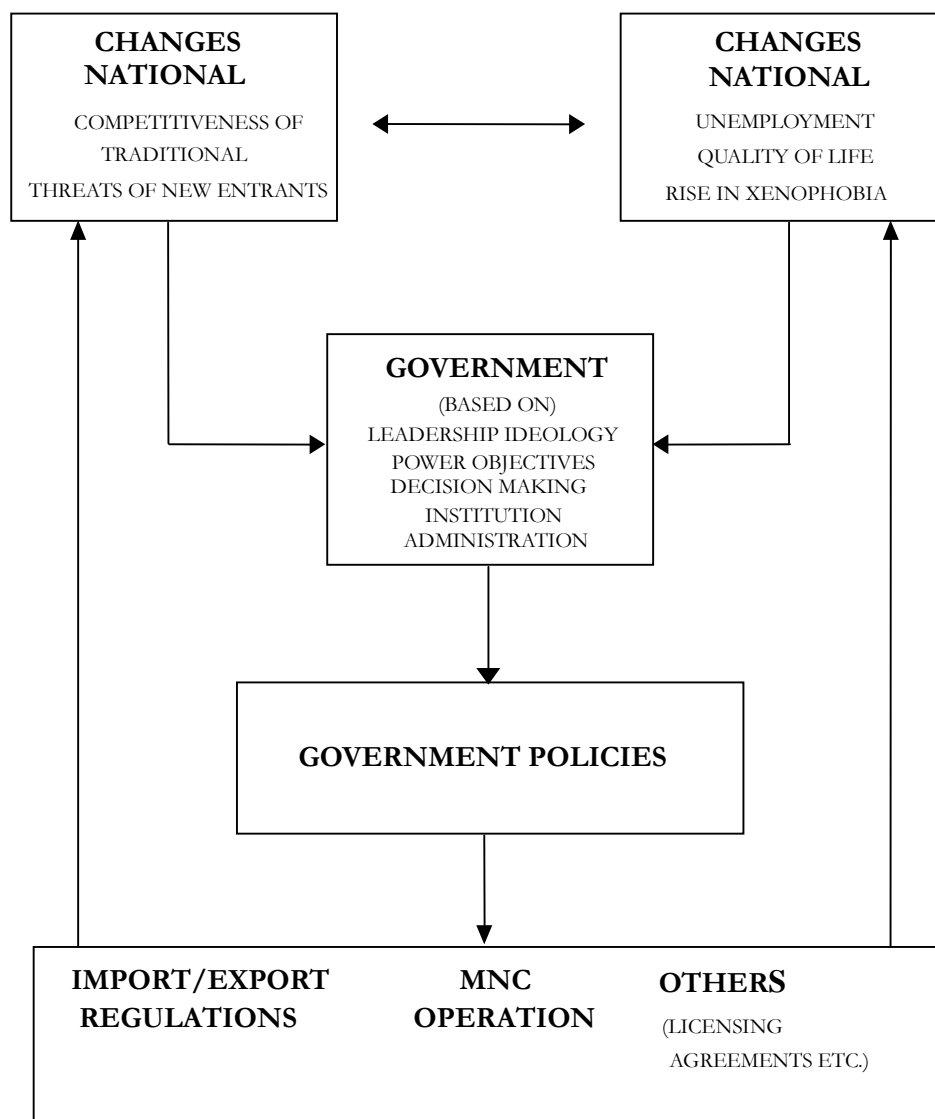 CHANGES
NATIONAL
COMPETITIVENESS OF
TRADITIONAL
THREATS OF NEW ENTRANTS
CHANGES
NATIONAL
UNEMPLOYMENT
QUALITY OF LIFE
RISE IN XENOPHOBIA
GOVERNMENT
(BASED ON)
LEADERSHIP IDEOLOGY
POWER OBJECTIVES
DECISION MAKING
INSTITUTION
ADMINISTRATION
GOVERNMENT POLICIES
IMPORT/EXPORT
REGULATIONS
MNC
OPERATION
OTHERS
(LICENSING
AGREEMENTS ETC.)